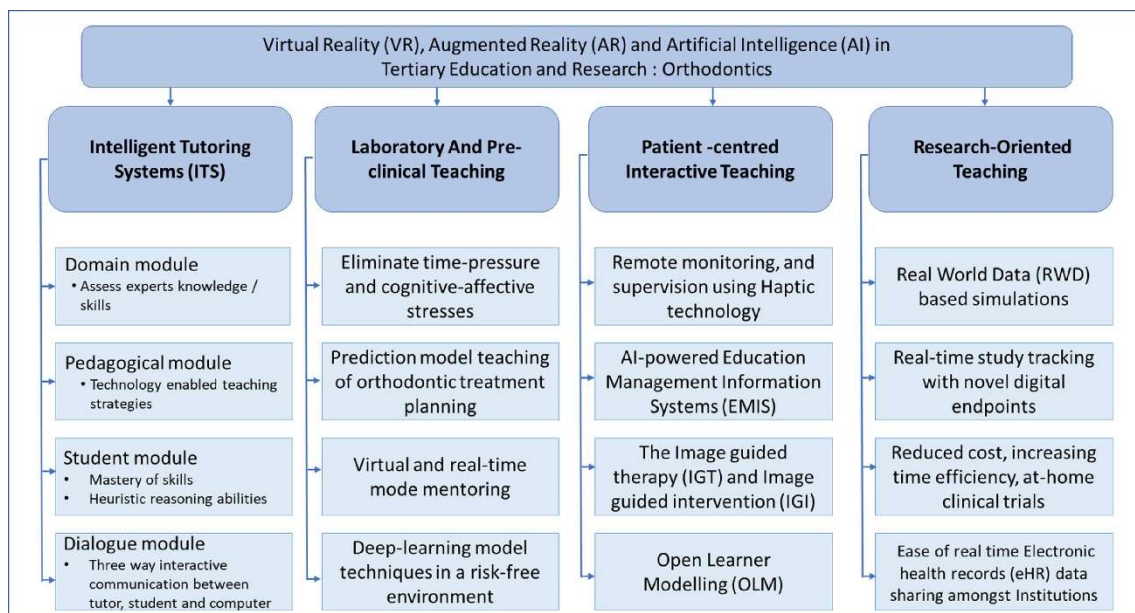 Virtual Reality (VR), Augmented Reality (AR) and Artificial Intelligence (AI) in
Tertiary Education and Research : Orthodontics
Intelligent Tutoring
Systems (ITS)
Domain module
• Assess experts knowledge /
skills
Pedagogical module
• Technology enabled teaching
strategies
Student module
• Mastery of skills
• Heuristic reasoning abilities
Dialogue module
• Three way interactive
communication between
tutor, student and computer
Laboratory And Pre-
clinical Teaching
Eliminate time-pressure
and cognitive-affective
stresses
Prediction model teaching
of orthodontic treatment
planning
Virtual and real-time
mode mentoring
Deep-learning model
techniques in a risk-free
environment
Patient -centred
Interactive Teaching
Remote monitoring, and
supervision using Haptic
technology
AI-powered Education
Management Information
Systems (EMIS)
The Image guided
therapy (IGT) and Image
guided intervention (IGI)
Open Learner
Modelling (OLM)
Research-Oriented
Teaching
Real World Data (RWD)
based simulations
Real-time study tracking
with novel digital
endpoints
Reduced cost, increasing
time efficiency, at-home
clinical trials
Ease of real time Electronic
health records (eHR) data
sharing amongst Institutions